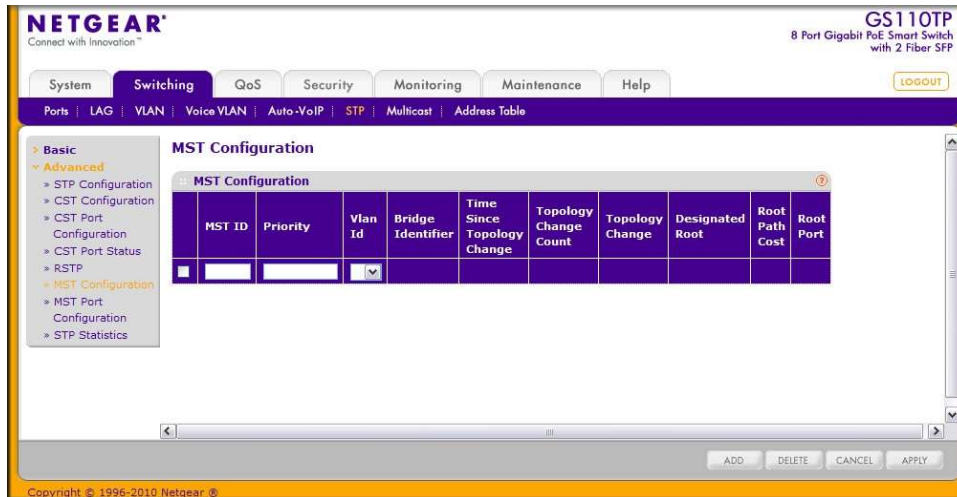 NETGEAR®
Connect with Innovation™
GS110TP
8 Port Gigabit PoE Smart Switch
with 2 Fiber SFP
System Switching QoS Security Monitoring Maintenance Help LOGOUT
Ports | LAG | VLAN | Voice VLAN | Auto-VoIP | STP | Multicast | Address Table
Basic
Advanced
» STP Configuration
» CST Configuration
» CST Port
Configuration
» CST Port Status
» RSTP
» MST Configuration
» MST Port
Configuration
» STP Statistics
MST Configuration
MST Configuration
MST ID
Priority
Vlan
Id
Bridge
Identifier
Time
Since
Topology
Change
Topology
Change
Count
Topology
Change
Designated
Root
Root
Path
Cost
Root
Port
ADD DELETE CANCEL APPLY
Copyright © 1996-2010 Netgear ®